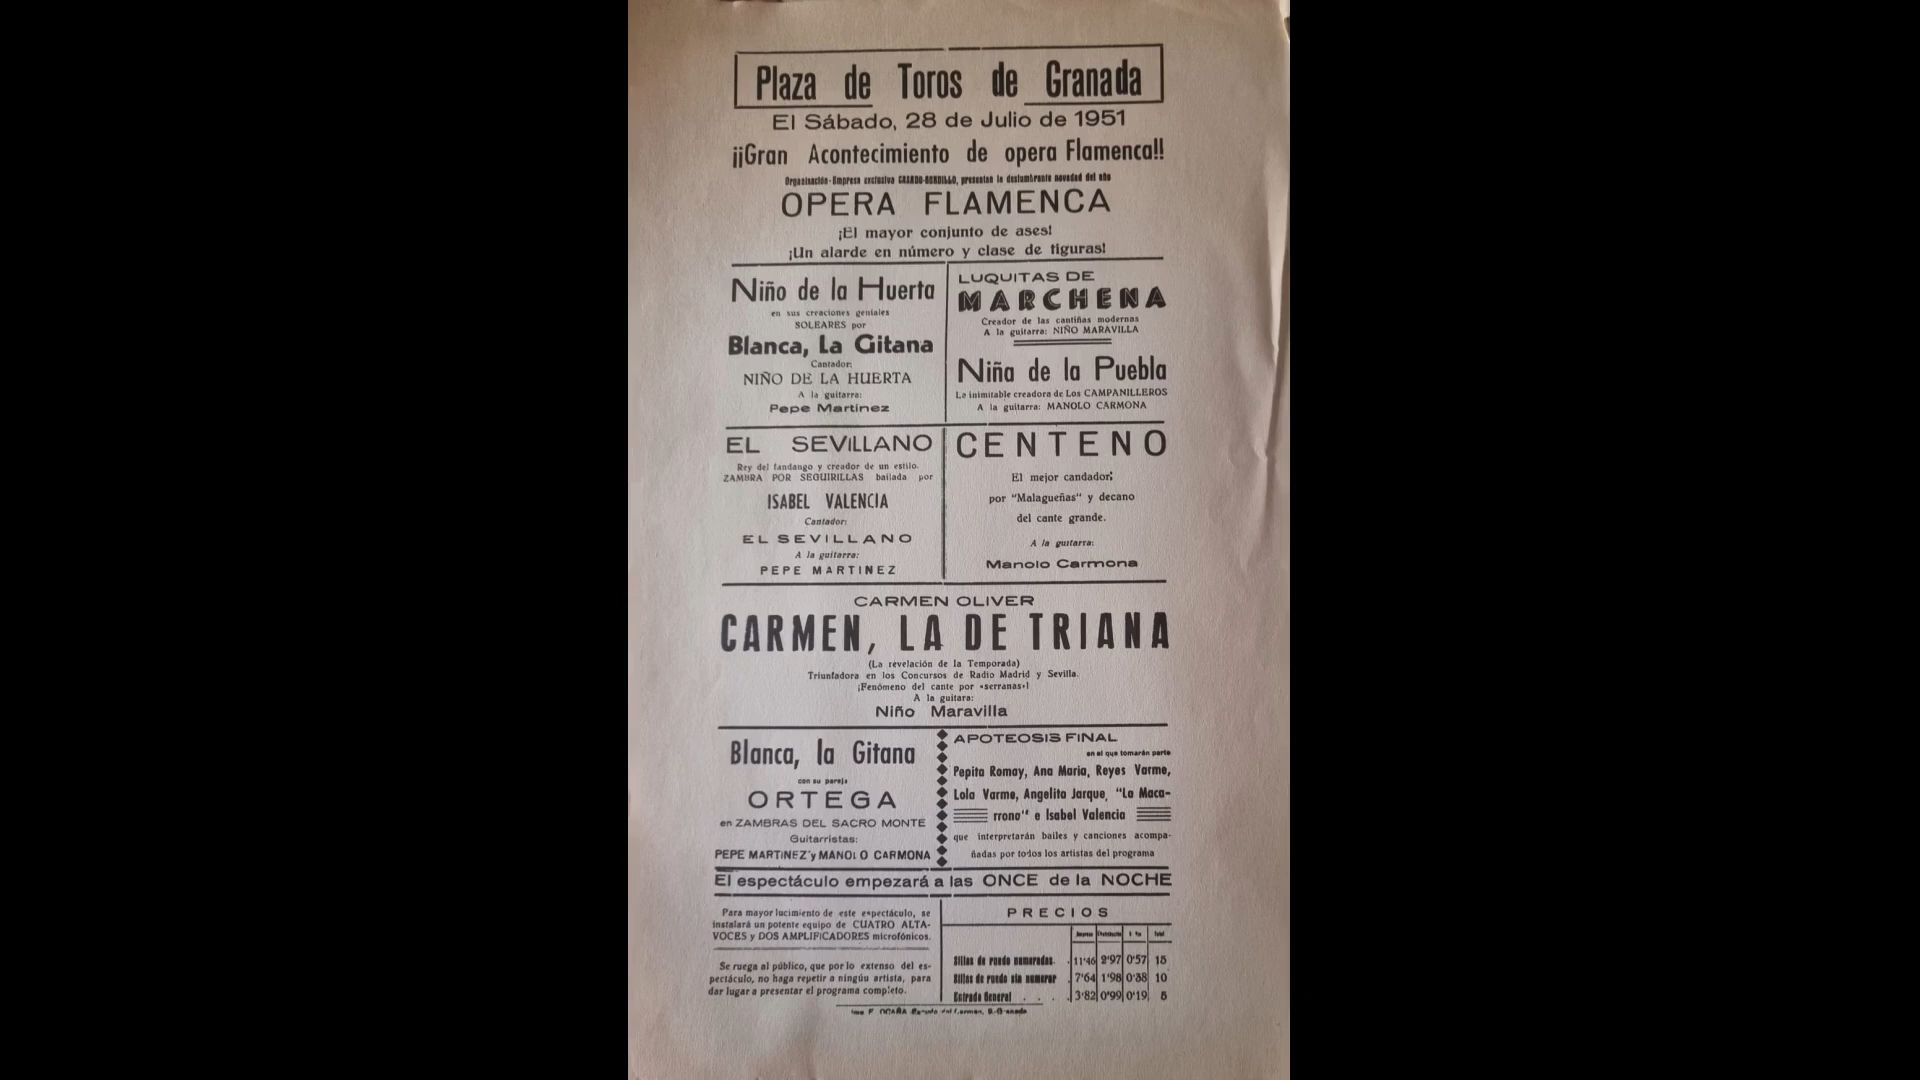 Plaza de Toros de Granada
El Sábado, 28 de Julio de 1951
¡¡Gran Acontecimiento de opera Flamenca!!
Organización-Empresa exclusiva presentan la deslumbrante novedad del año
OPERA FLAMENCA
¡El mayor conjunto de ases!
¡Un alarde en número y clase de figuras!
Niño de la Huerta
en sus creaciones geniales
SOLEARES por
Blanca, La Gitana
Cantador:
NIÑO DE LA HUERTA
A la guitarra:
Pepe Martinez
LUQUITAS DE
MARCHENA
Creador de las cantiñas modernas
A la guitarra: NIÑO MARAVILLA
Niña de la Puebla
La inimitable creadora de Los CAMPANILLEROS
A la guitarra: MANOLO CARMONA
EL SEVILLANO
Rey del fandango y creador de un estilo.
ZAMBRA POR SEGUIRILLAS bailada por
ISABEL VALENCIA
Cantador:
EL SEVILLANO
A la guitarra:
PEPE MARTINEZ
CENTENO
El mejor candador;
por "Malagueñas" y decano
del cante grande.
A la guitarra:
Manolo Carmona
CARMEN OLIVER
CARMEN, LA DE TRIANA
(La revelación de la Temporada)
Triunfadora en los Concursos de Radio Madrid y Sevilla.
¡Fenómeno del cante por «serranas»!
A la guitara:
Niño Maravilla
Blanca, la Gitana
con su pareja
ORTEGA
en ZAMBRAS DEL SACRO MONTE
Guitarristas:
PEPE MARTINEZ y MANOLO CARMONA
APOTEOSIS FINAL
en el que tomarán parte
Pepita Romay, Ana Maria, Reyes Varme,
Lola Varme, Angelito Jarque, "La Maca-
rrona" e Isabel Valencia
que interpretarán bailes y canciones acompa-
ñadas por todos los artistas del programa
El espectáculo empezará a las ONCE de la NOCHE
Para mayor lucimiento de este espectáculo, se
instalará un potente equipo de CUATRO ALTA-
VOCES y DOS AMPLIFICADORES microfónicos.
Se ruega al público, que por lo extenso del es-
pectáculo, no haga repetir a ningún artista, para
dar lugar a presentar el programa completo.
PRECIOS
Total
Sillas de ruedo numeradas. 11'46 2'97 0'57 15
Sillas de ruedo sin numerar 7'64 1'98 0'38 10
Entrada General . . . . 3'82 0'99 0'19 5
OCAÑA